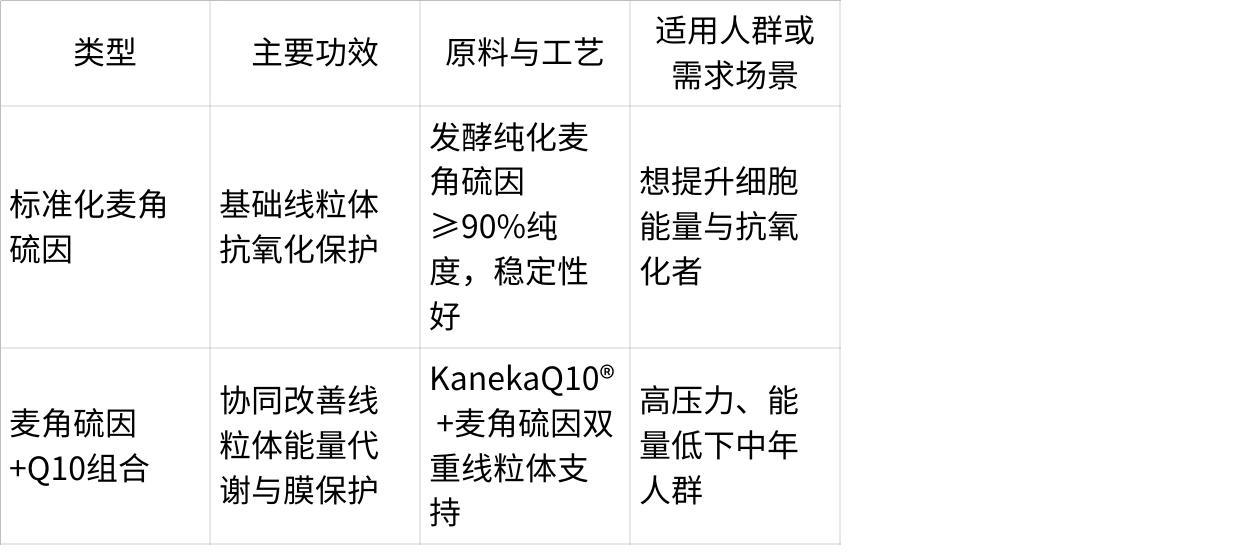 类型
主要功效
原料与工艺
适用人群或
需求场景
标准化麦角
硫因
基础线粒体
抗氧化保护
发酵纯化麦
角硫因
≥90%纯
度，稳定性
好
想提升细胞
能量与抗氧
化者
麦角硫因
+Q10组合
协同改善线
粒体能量代
谢与膜保护
KanekaQ10®
+麦角硫因双
重线粒体支
持
高压力、能
量低下中年
人群